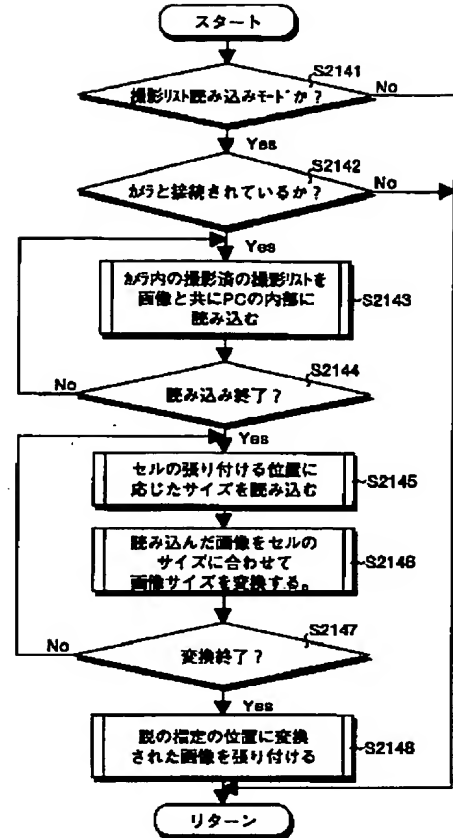 スタート
S2141
撮影リスト読み込みモードか?
No
Yes
S2142
カメラと接続されているか?
No
Yes
カメラ内の撮影済の撮影リストを
画像と共にPCの内部に
読み込む
S2143
S2144
読み込み終了?
No
Yes
セルの張り付ける位置に
応じたサイズを読み込む
S2145
読み込んだ画像をセルの
サイズに合わせて
画像サイズを変換する。
S2146
S2147
変換終了?
No
Yes
説の指定の位置に変換
された画像を張り付ける
S2148
リターン